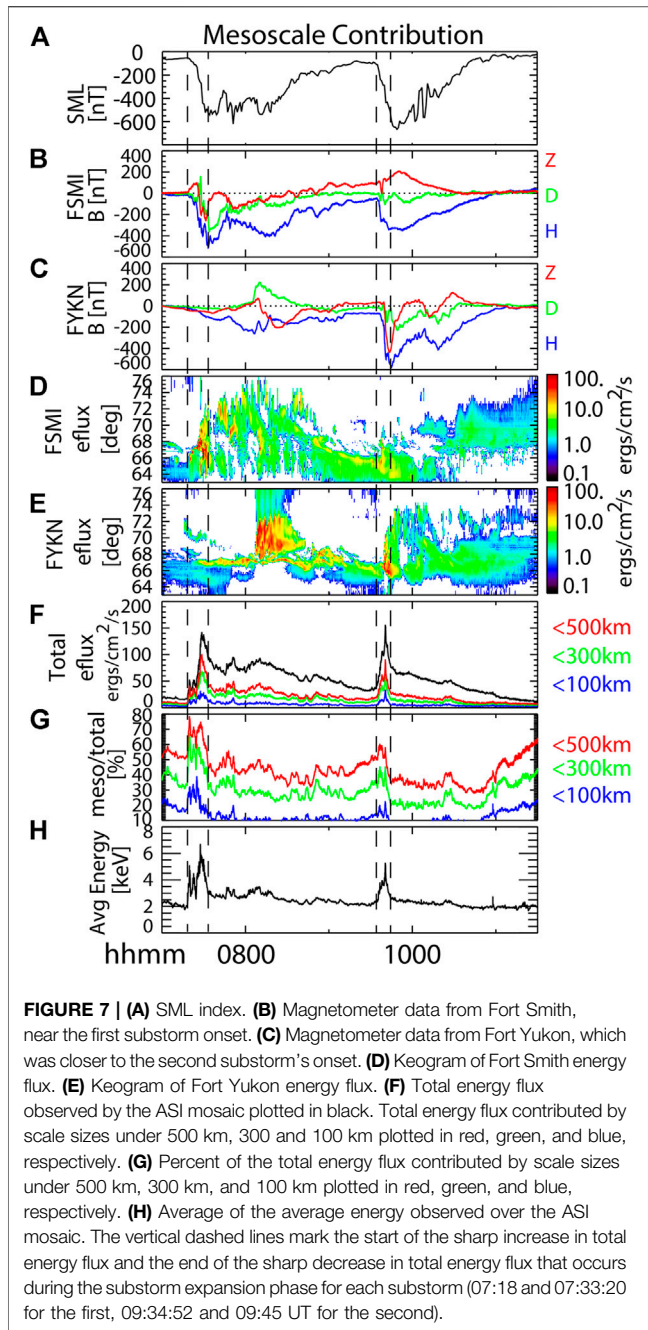 Mesoscale Contribution
A
SML
[nT]
0
-200
-400
-600
B
FSMI
B [nT]
400
200
0
-200
-400
-600
Z
D
H
C
FYKN
B [nT]
400
200
0
-200
-400
-600
Z
D
H
D
FSMI
eflux
[deg]
76
74
72
70
68
66
64
100.
10.0
1.0
0.1
ergs/cm2/s
E
FYKN
eflux
[deg]
76
74
72
70
68
66
64
100.
10.0
1.0
0.1
ergs/cm2/s
F
Total
eflux
ergs/cm2/s
200
150
100
50
0
<500km
<300km
<100km
G
meso/total
[%]
80
70
60
50
40
30
20
10
<500km
<300km
<100km
H
Avg Energy
[keV]
8
6
4
2
0
hhmm 0800 1000
FIGURE 7 | (A) SML index. (B) Magnetometer data from Fort Smith,
near the first substorm onset. (C) Magnetometer data from Fort Yukon, which
was closer to the second substorm's onset. (D) Keogram of Fort Smith energy
flux. (E) Keogram of Fort Yukon energy flux. (F) Total energy flux
observed by the ASI mosaic plotted in black. Total energy flux contributed by
scale sizes under 500 km, 300 and 100 km plotted in red, green, and blue,
respectively. (G) Percent of the total energy flux contributed by scale sizes
under 500 km, 300 km, and 100 km plotted in red, green, and blue,
respectively. (H) Average of the average energy observed over the ASI
mosaic. The vertical dashed lines mark the start of the sharp increase in total
energy flux and the end of the sharp decrease in total energy flux that occurs
during the substorm expansion phase for each substorm (07:18 and 07:33:20
for the first, 09:34:52 and 09:45 UT for the second).